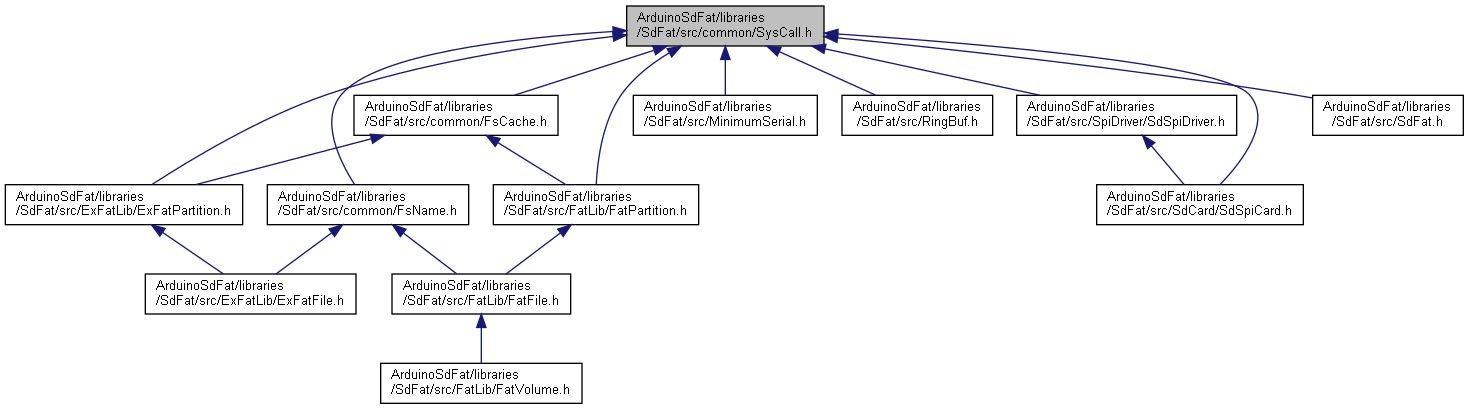 ArduinoSdFat/libraries
/SdFat/src/common/SysCall.h
ArduinoSdFat/libraries
/SdFat/src/common/FsCache.h
ArduinoSdFat/libraries
/SdFat/src/MinimumSerial.h
ArduinoSdFat/libraries
/SdFat/src/RingBuf.h
ArduinoSdFat/libraries
/SdFat/src/SpiDriver/SdSpiDriver.h
ArduinoSdFat/libraries
/SdFat/src/SdFat.h
ArduinoSdFat/libraries
/SdFat/src/ExFatLib/ExFatPartition.h
ArduinoSdFat/libraries
/SdFat/src/common/FsName.h
ArduinoSdFat/libraries
/SdFat/src/FatLib/FatPartition.h
ArduinoSdFat/libraries
/SdFat/src/SdCard/SdSpiCard.h
ArduinoSdFat/libraries
/SdFat/src/ExFatLib/ExFatFile.h
ArduinoSdFat/libraries
/SdFat/src/FatLib/FatFile.h
ArduinoSdFat/libraries
/SdFat/src/FatLib/FatVolume.h